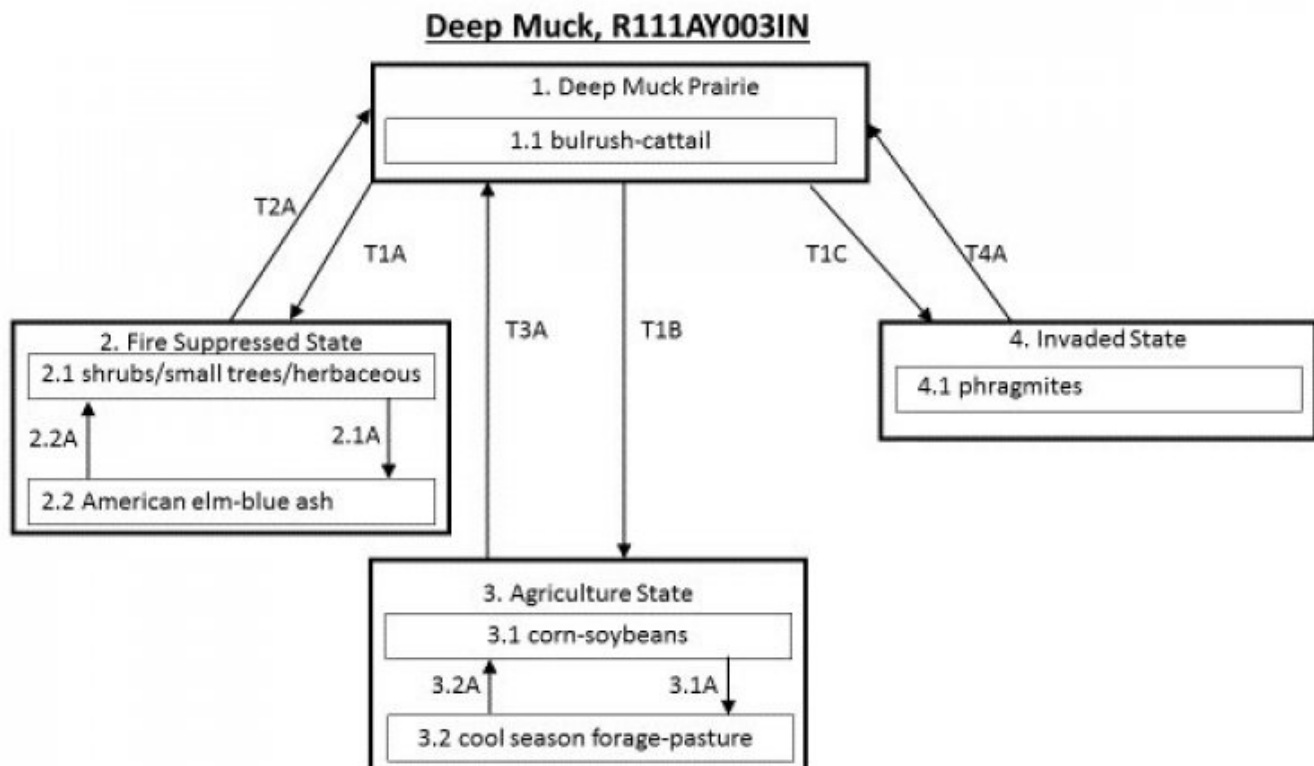 Deep Muck, R111AY003IN
1. Deep Muck Prairie
1.1 bulrush-cattail
T2A
T1A
T3A
T1B
T1C
T4A
2. Fire Suppressed State
2.1 shrubs/small trees/herbaceous
2.2A
2.1A
2.2 American elm-blue ash
4. Invaded State
4.1 phragmites
3. Agriculture State
3.1 corn-soybeans
3.2A
3.1A
3.2 cool season forage-pasture